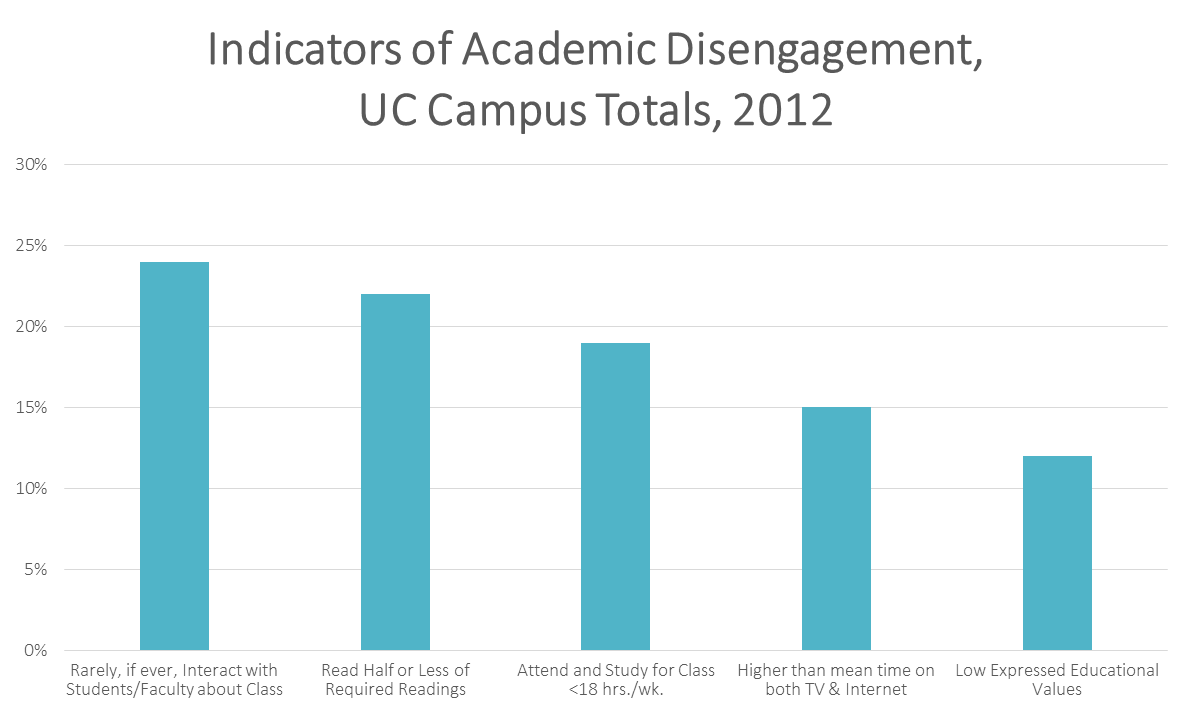 Indicators of Academic Disengagement,
UC Campus Totals, 2012
30%
25%
20%
15%
10%
5%
0%
Rarely, if ever, Interact with
Students/Faculty about Class
Read Half or Less of
Required Readings
Attend and Study for Class
<18 hrs./wk.
Higher than mean time on
both TV & Internet
Low Expressed Educational
Values